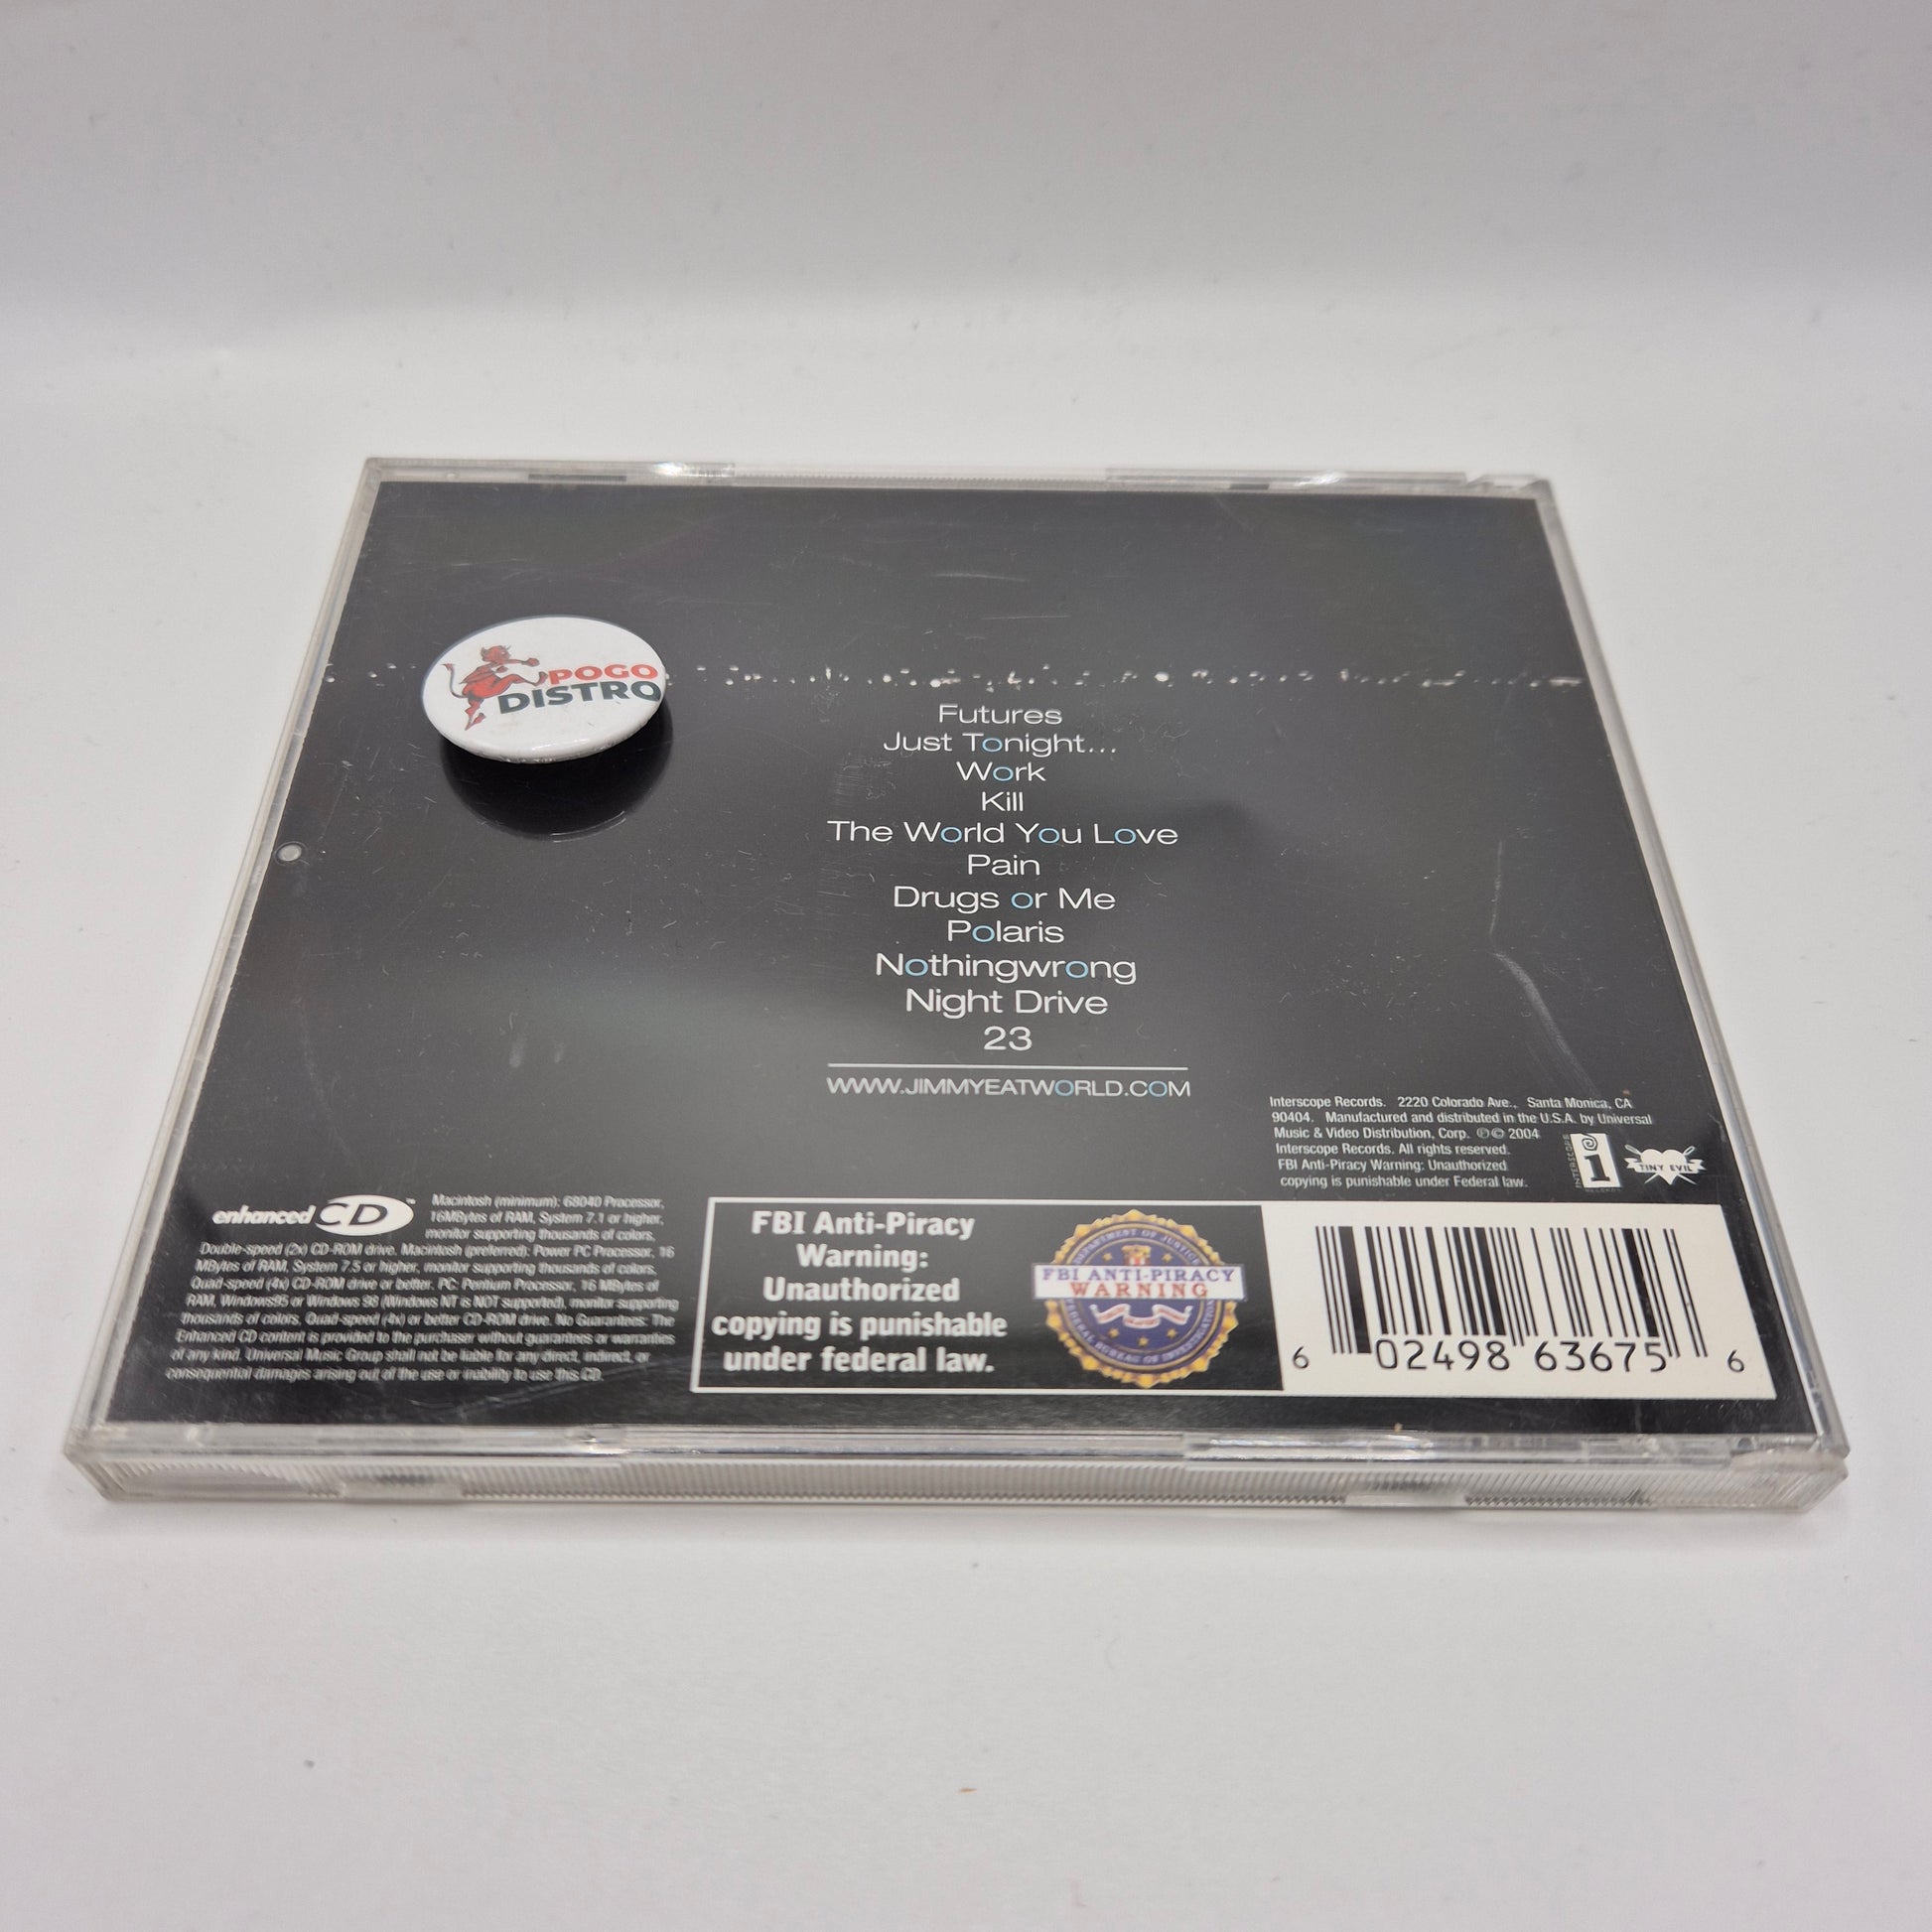 POGO
DISTRO
Futures
Just Tonight...
Work
Kill
The World You Love
Pain
Drugs or Me
Polaris
Nothingwrong
Night Drive
23
WWW.JIMMYEATWORLD.COM
Interscope Records. 2220 Colorado Ave., Santa Monica, CA
90404. Manufactured and distributed in the U.S.A. by Universal
Music & Video Distribution, Corp. ℗© 2004
Interscope Records. All rights reserved.
FBI Anti-Piracy Warning: Unauthorized
copying is punishable under Federal law.
INTERSCOPE
RECORDS
TINY EVIL
enhanced CD™
Macintosh (minimum): 68040 Processor,
16MBytes of RAM, System 7.1 or higher,
monitor supporting thousands of colors,
Double-speed (2x) CD-ROM drive. Macintosh (preferred): Power PC Processor, 16
MBytes of RAM, System 7.5 or higher, monitor supporting thousands of colors,
Quad-speed (4x) CD-ROM drive or better. PC: Pentium Processor, 16 MBytes of
RAM, Windows95 or Windows 98 (Windows NT is NOT supported), monitor supporting
thousands of colors, Quad-speed (4x) or better CD-ROM drive. No Guarantees: The
Enhanced CD content is provided to the purchaser without guarantees or warranties
of any kind. Universal Music Group shall not be liable for any direct, indirect, or
consequential damages arising out of the use or inability to use this CD.
FBI Anti-Piracy
Warning:
Unauthorized
copying is punishable
under federal law.
DEPARTMENT OF JUSTICE
FBI ANTI-PIRACY
WARNING
FEDERAL BUREAU OF INVESTIGATION
6 02498 63675 6